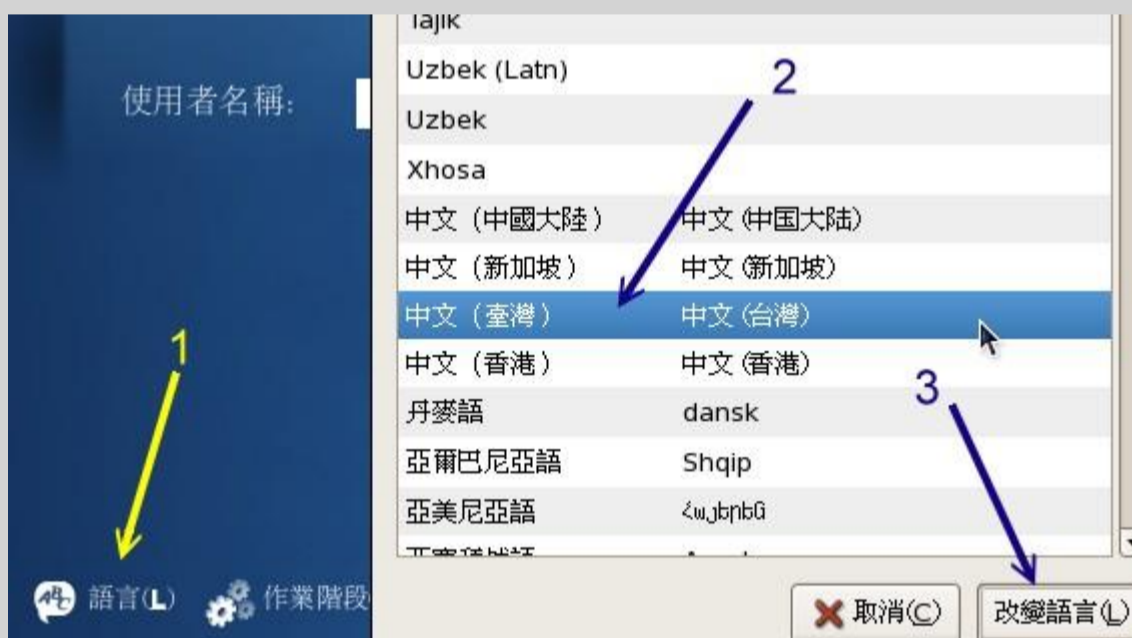 Tajik
Uzbek (Latn)
2
使用者名稱:
Uzbek
Xhosa
中文 (中國大陸) 中文 (中国大陆)
中文 (新加坡) 中文 (新加坡)
中文 (臺灣) 中文 (台灣)
1
中文 (香港) 中文 (香港)
3
丹麥語 dansk
亞爾巴尼亞語 Shqip
亞美尼亞語 Հայերեն
語言(L) 作業階段
取消(C) 改變語言(L)